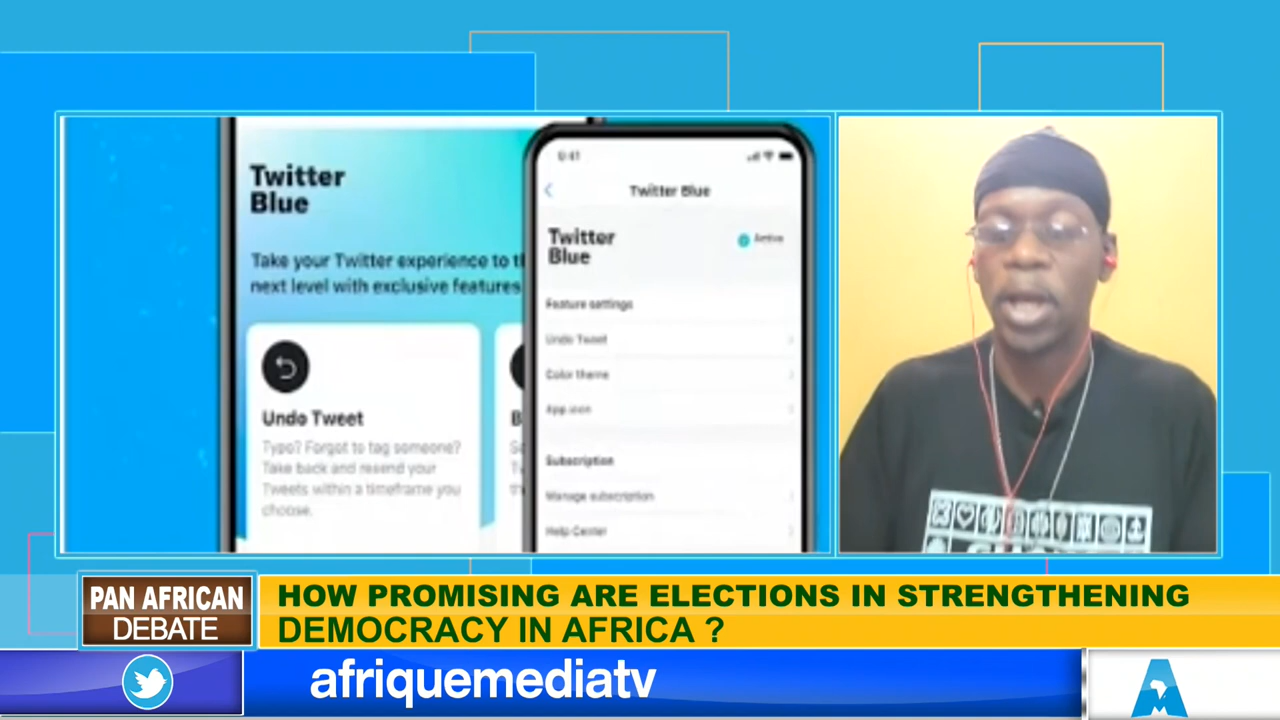 Twitter
Blue
Take your Twitter experience to t
next level with exclusive features.
Undo Tweet
Typo? Forgot to tag someone?
Take back and resend your
Tweets within a timeframe you
choose.
B
9:41
Twitter Blue
Twitter
Blue
Active
Feature settings
Undo Tweet
Color theme
App icon
Subscription
Manage subscription
Help Center
PAN AFRICAN
DEBATE
HOW PROMISING ARE ELECTIONS IN STRENGTHENING
DEMOCRACY IN AFRICA ?
afriquemediatv